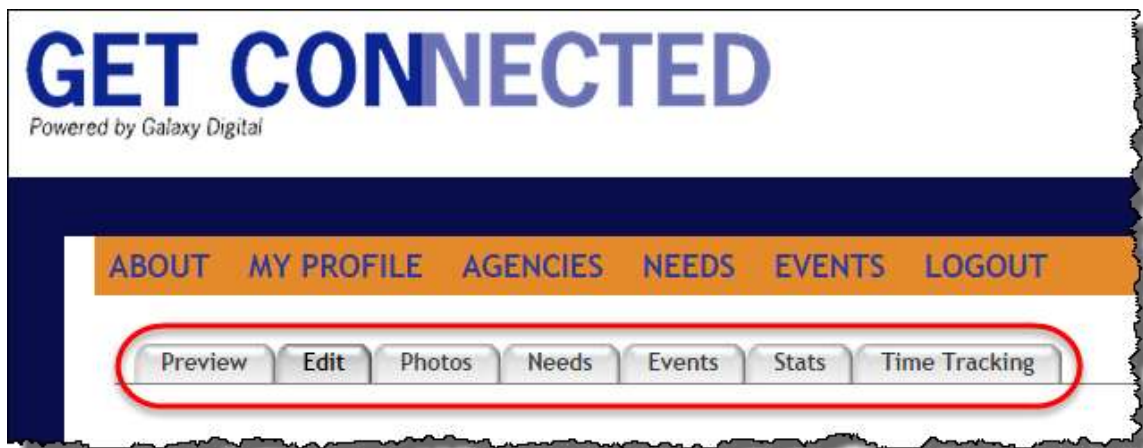 GET CONNECTED
Powered by Galaxy Digital
ABOUT MY PROFILE AGENCIES NEEDS EVENTS LOGOUT
Preview Edit Photos Needs Events Stats Time Tracking